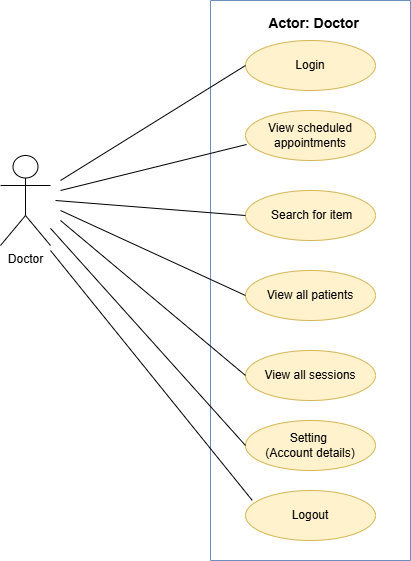 Actor: Doctor
Login
View scheduled
appointments
Search for item
Doctor
View all patients
View all sessions
Setting
(Account details)
Logout